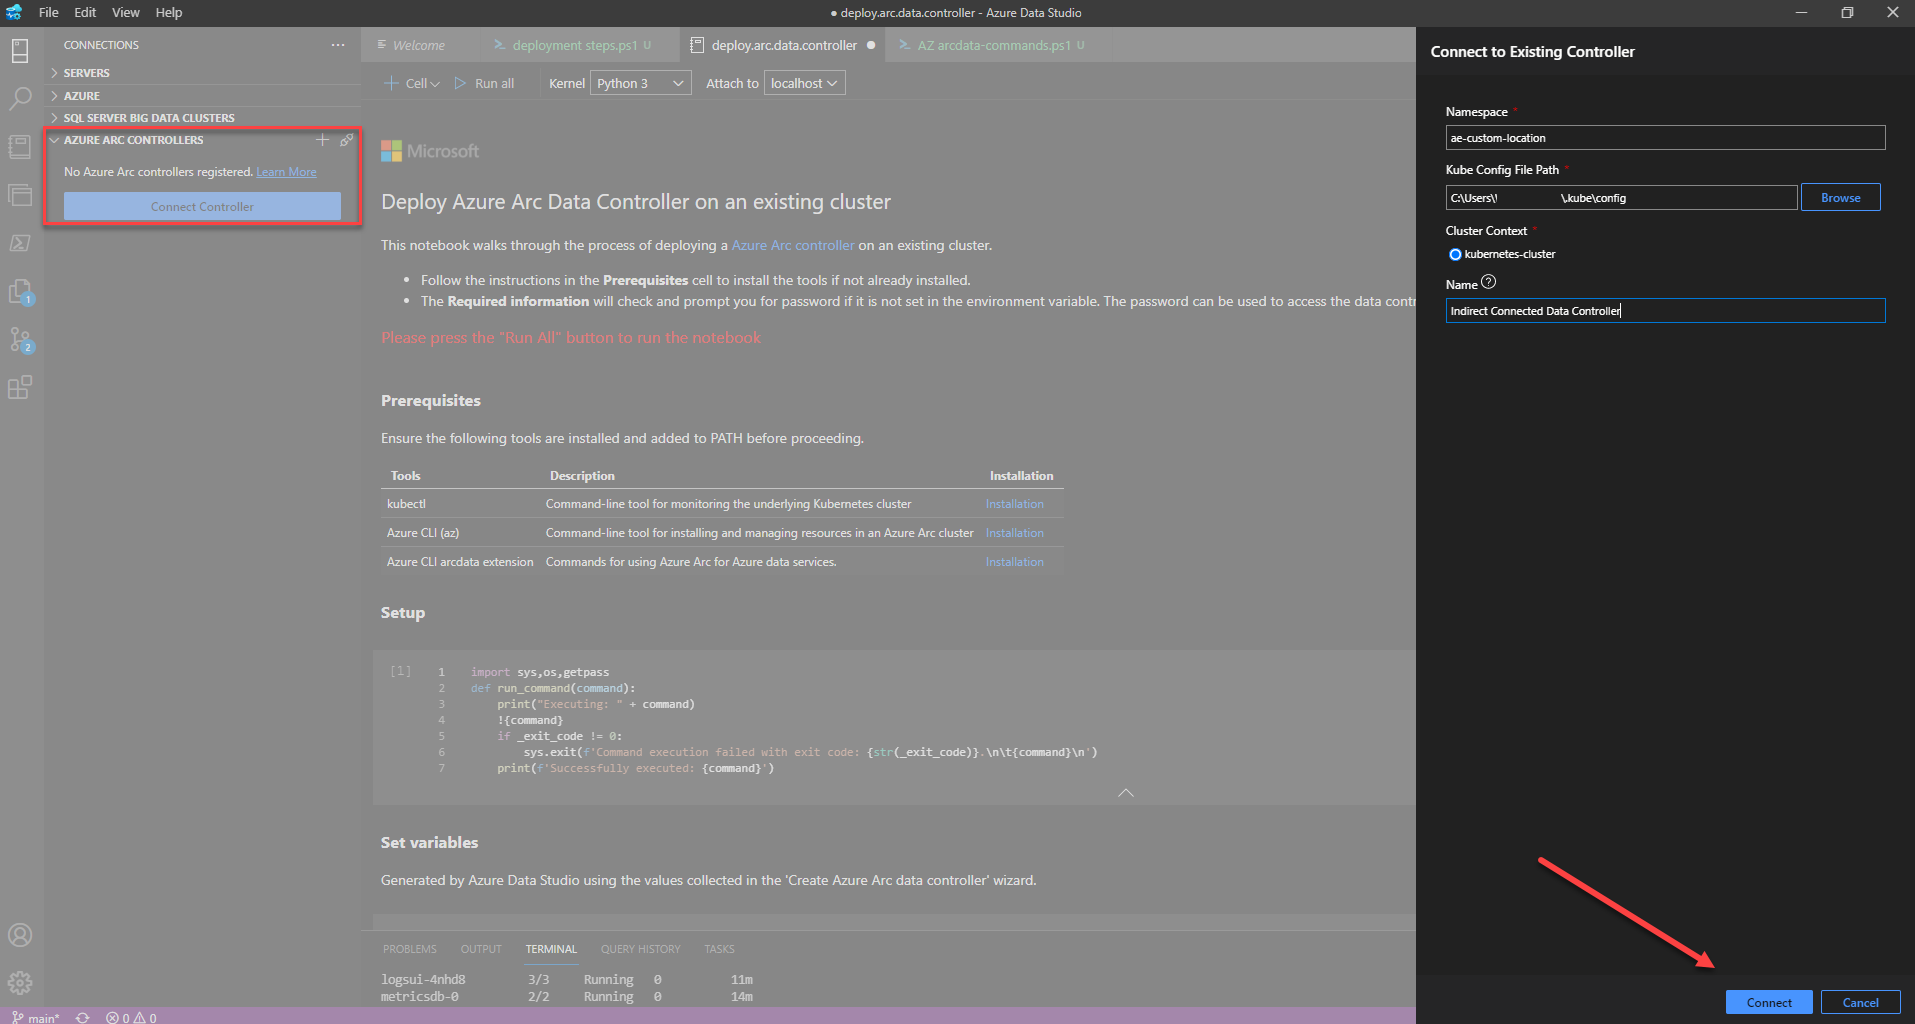 File Edit View Help
● deploy.arc.data.controller - Azure Data Studio
CONNECTIONS
SERVERS
AZURE
SQL SERVER BIG DATA CLUSTERS
AZURE ARC CONTROLLERS
No Azure Arc controllers registered. Learn More
Connect Controller
1
2
Welcome
deployment steps.ps1 U
deploy.arc.data.controller
AZ arcdata-commands.ps1 U
Cell Run all Kernel Python 3 Attach to localhost
Microsoft
Deploy Azure Arc Data Controller on an existing cluster
This notebook walks through the process of deploying a Azure Arc controller on an existing cluster.
• Follow the instructions in the Prerequisites cell to install the tools if not already installed.
• The Required information will check and prompt you for password if it is not set in the environment variable. The password can be used to access the data contr
Please press the "Run All" button to run the notebook
Prerequisites
Ensure the following tools are installed and added to PATH before proceeding.
Tools Description Installation
kubectl Command-line tool for monitoring the underlying Kubernetes cluster Installation
Azure CLI (az) Command-line tool for installing and managing resources in an Azure Arc cluster Installation
Azure CLI arcdata extension Commands for using Azure Arc for Azure data services. Installation
Setup
[1]
1 import sys,os,getpass
2 def run_command(command):
3 print("Executing: " + command)
4 !{command}
5 if _exit_code != 0:
6 sys.exit(f'Command execution failed with exit code: {str(_exit_code)}.\n\t{command}\n')
7 print(f'Successfully executed: {command}')
Set variables
Generated by Azure Data Studio using the values collected in the 'Create Azure Arc data controller' wizard.
PROBLEMS OUTPUT TERMINAL QUERY HISTORY TASKS
logsui-4nhd8 3/3 Running 0 11m
metricsdb-0 2/2 Running 0 14m
main* 0 0
Connect to Existing Controller
Namespace *
ae-custom-location
Kube Config File Path *
C:\Users\ \.kube\config
Browse
Cluster Context *
kubernetes-cluster
Name ?
Indirect Connected Data Controller
Connect Cancel